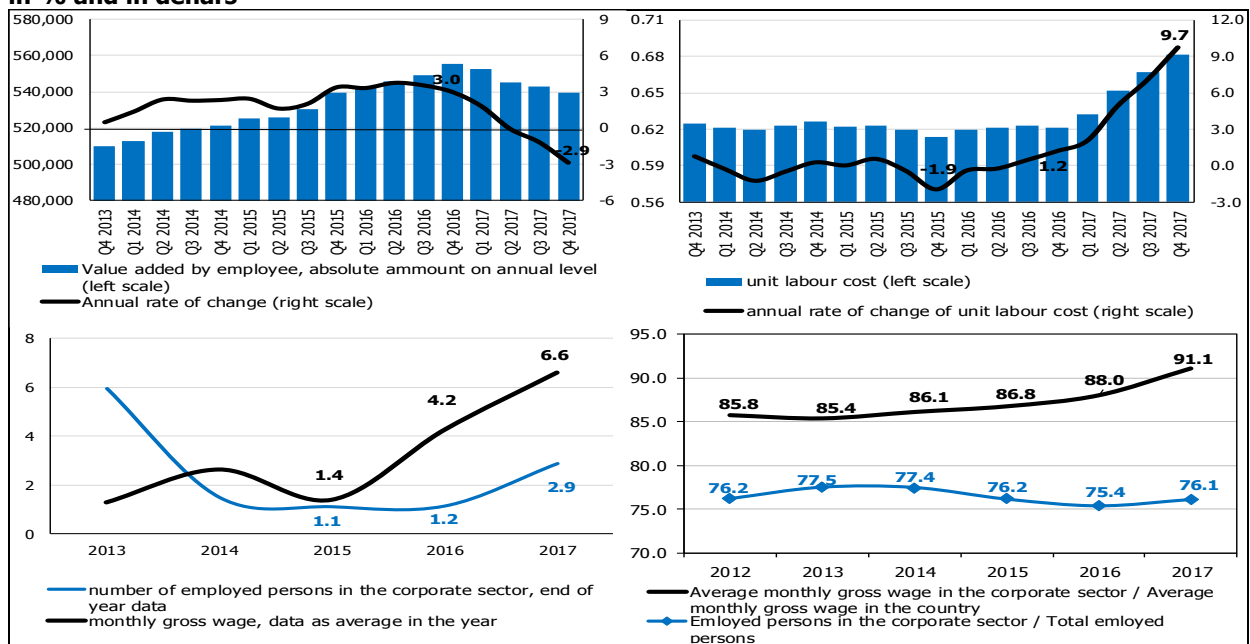 in % and in denars
580,000
560,000
540,000
520,000
500,000
480,000
9
6
3
0
-3
-6
3.0
-2.9
Q4 2013
Q1 2014
Q2 2014
Q3 2014
Q4 2014
Q1 2015
Q2 2015
Q3 2015
Q4 2015
Q1 2016
Q2 2016
Q3 2016
Q4 2016
Q1 2017
Q2 2017
Q3 2017
Q4 2017
Value added by employee, absolute ammount on annual level
(left scale)
Annual rate of change (right scale)
0.71
0.68
0.65
0.62
0.59
0.56
12.0
9.0
6.0
3.0
0.0
-3.0
9.7
-1.9
1.2
Q4 2013
Q1 2014
Q2 2014
Q3 2014
Q4 2014
Q1 2015
Q2 2015
Q3 2015
Q4 2015
Q1 2016
Q2 2016
Q3 2016
Q4 2016
Q1 2017
Q2 2017
Q3 2017
Q4 2017
unit labour cost (left scale)
annual rate of change of unit labour cost (right scale)
8
6
4
2
0
6.6
4.2
1.4
2.9
1.1
1.2
2013
2014
2015
2016
2017
number of employed persons in the corporate sector, end of
year data
monthly gross wage, data as average in the year
95.0
90.0
85.0
80.0
75.0
70.0
85.8
85.4
86.1
86.8
88.0
91.1
76.2
77.5
77.4
76.2
75.4
76.1
2012
2013
2014
2015
2016
2017
Average monthly gross wage in the corporate sector / Average
monthly gross wage in the country
Emloyed persons in the corporate sector / Total emloyed
persons